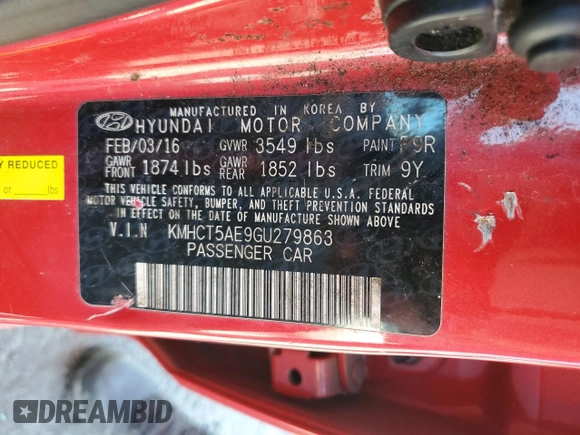 MANUFACTURED IN KOREA BY
HYUNDAI MOTOR COMPANY
FEB/03/16 GVWR 3549 lbs PAINT
GAWR FRONT 1874 lbs GAWR REAR 1852 lbs TRIM 9Y
THIS VEHICLE CONFORMS TO ALL APPLICABLE U.S.A. FEDERAL
MOTOR VEHICLE SAFETY, BUMPER, AND THEFT PREVENTION STANDARDS
IN EFFECT ON THE DATE OF MANUFACTURE SHOWN ABOVE
V.I.N KMHCT5AE9GU279863
PASSENGER CAR
Y REDUCED
or lbs
DREAMBID